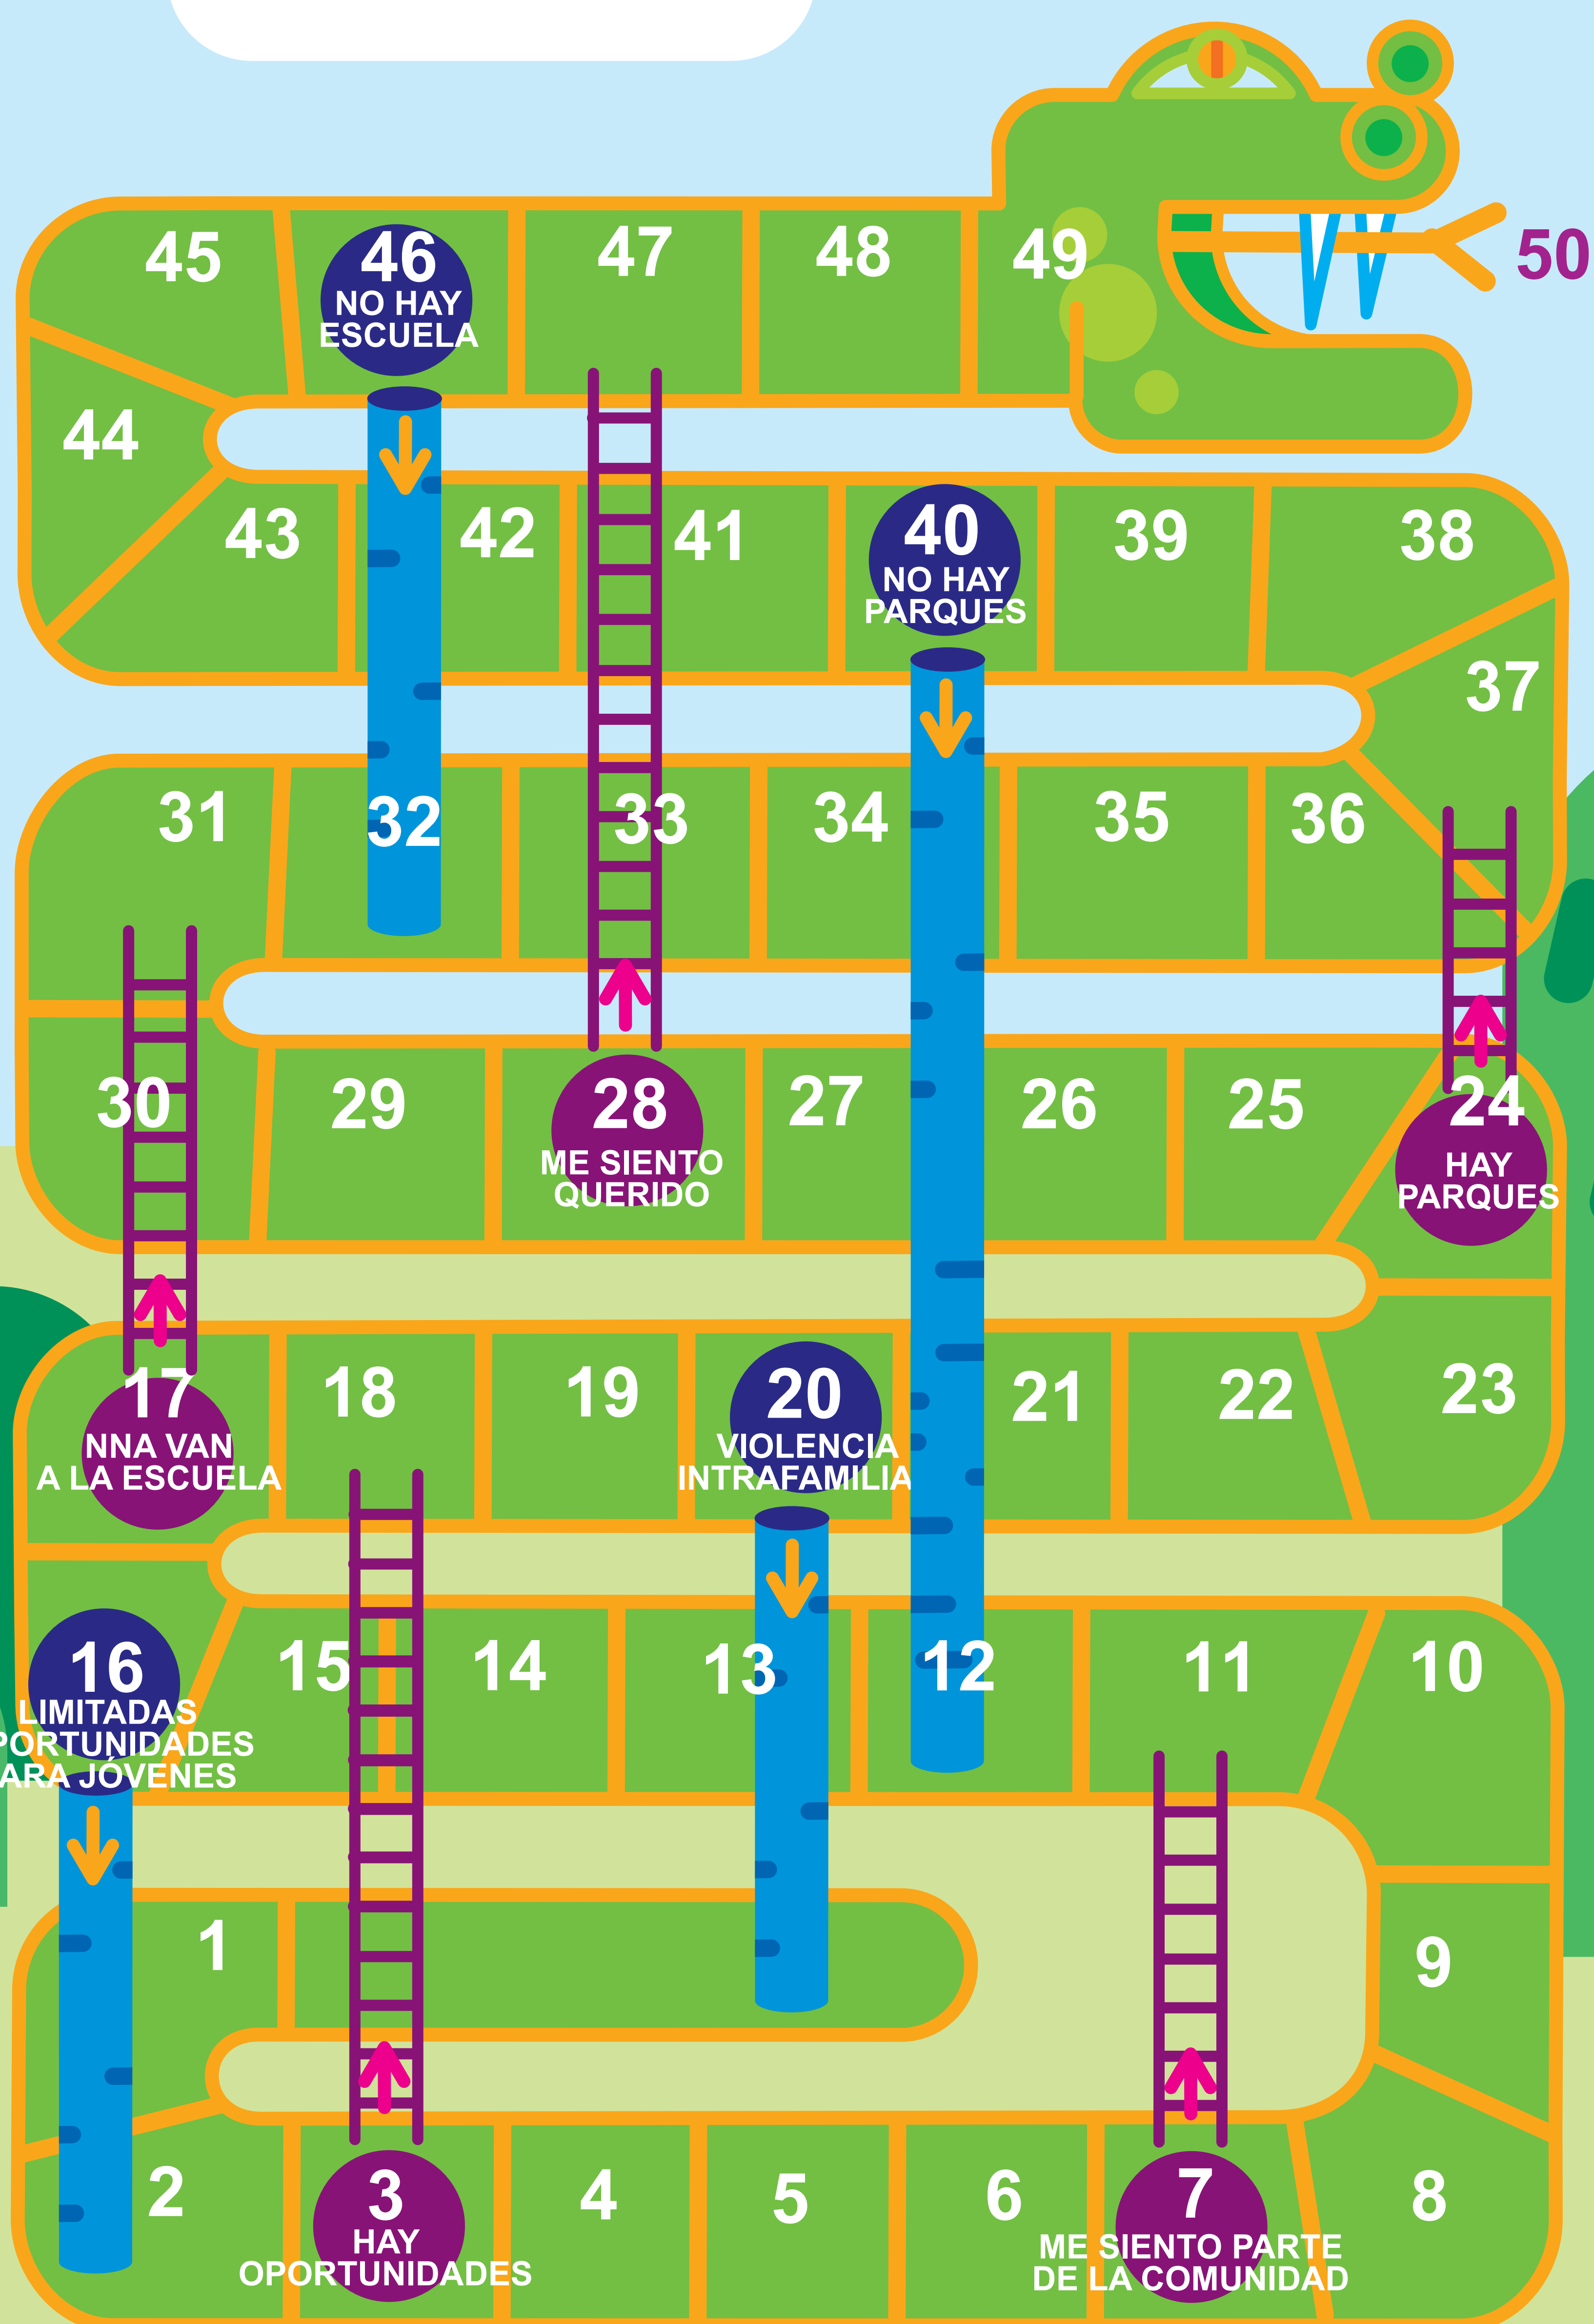 45
46
NO HAY
ESCUELA
47
48
49
50
44
43
42
41
40
NO HAY
PARQUES
39
38
37
31
32
33
34
35
36
30
29
28
ME SIENTO
QUERIDO
27
26
25
24
HAY
PARQUES
17
NNA VAN
A LA ESCUELA
18
19
20
VIOLENCIA
INTRAFAMILIA
21
22
23
16
LIMITADAS
PORTUNIDADES
ARA JÓVENES
15
14
13
12
11
10
1
9
2
3
HAY
OPORTUNIDADES
4
5
6
7
ME SIENTO PARTE
DE LA COMUNIDAD
8